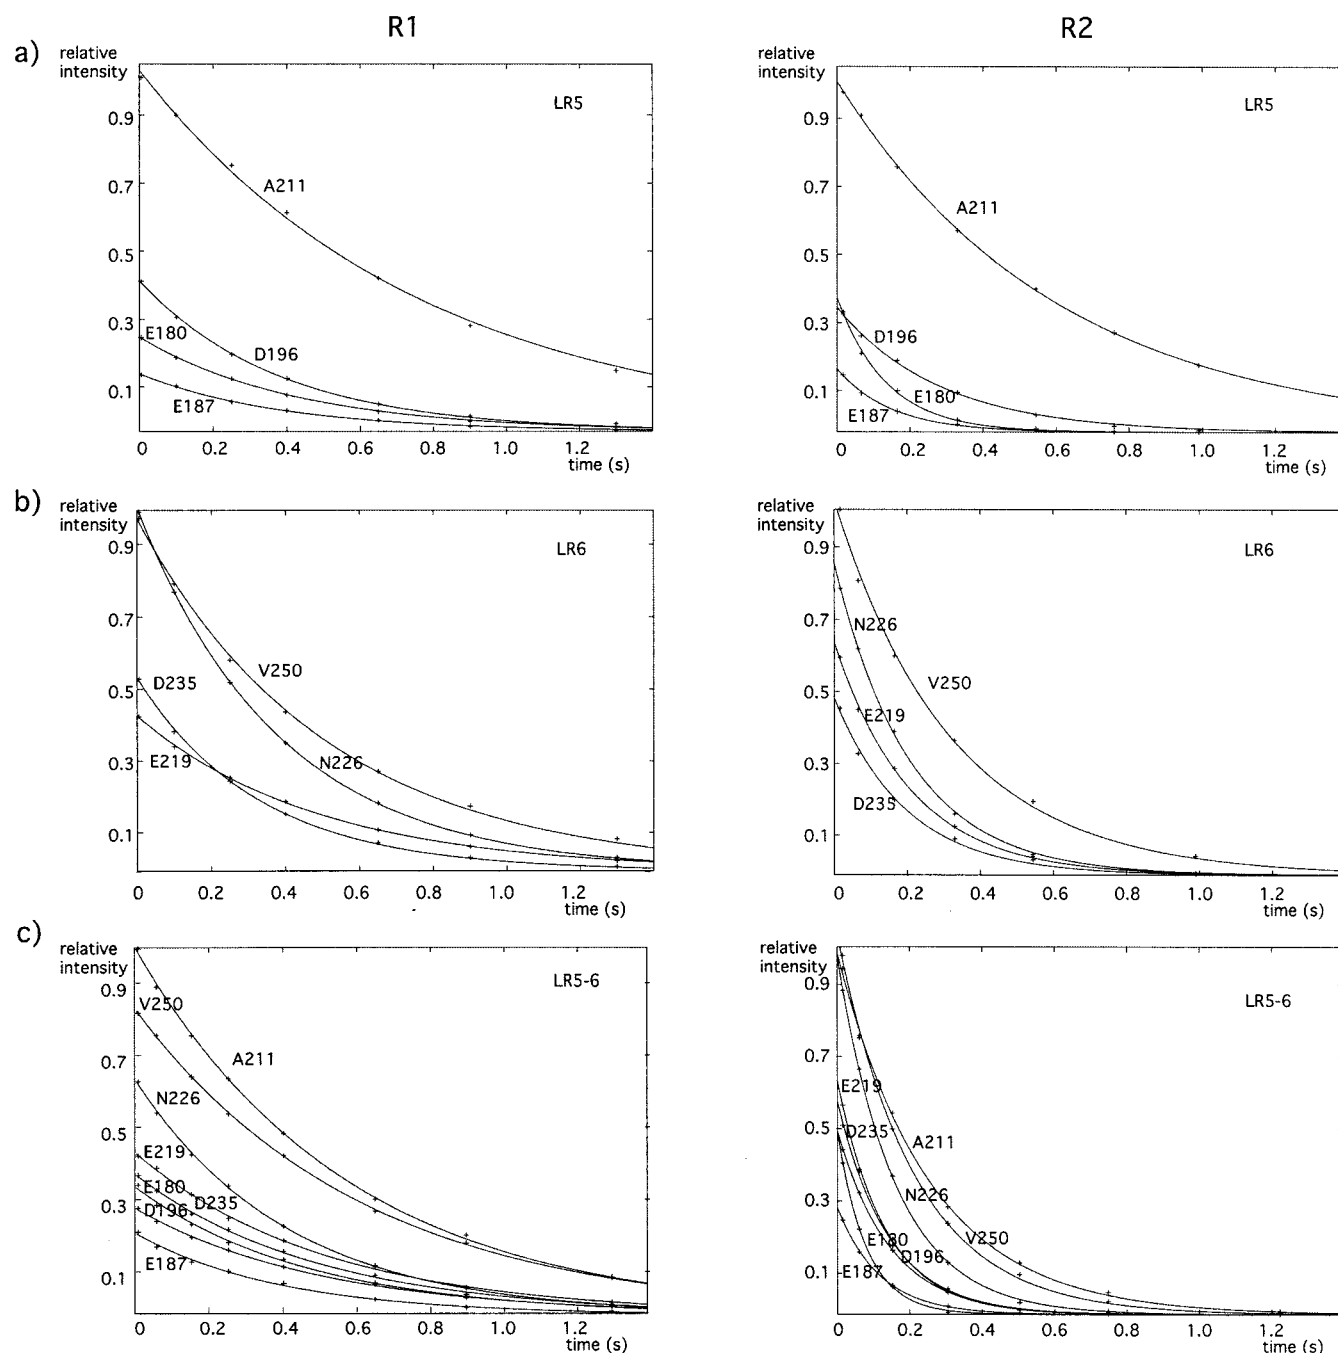 R1 R2
a)
relative
intensity
LR5
0.9
0.7
0.5
0.3
0.1
A211
E180
D196
E187
0 0.2 0.4 0.6 0.8 1.0 1.2
time (s)
relative
intensity
LR5
0.9
0.7
0.5
0.3
0.1
A211
D196
E180
E187
0 0.2 0.4 0.6 0.8 1.0 1.2
time (s)
b)
relative
intensity
LR6
0.9
0.7
0.5
0.3
0.1
V250
D235
N226
E219
0 0.2 0.4 0.6 0.8 1.0 1.2
time (s)
relative
intensity
LR6
0.9
0.7
0.5
0.3
0.1
N226
V250
E219
D235
0 0.2 0.4 0.6 0.8 1.0 1.2
time (s)
c)
relative
intensity
LR5-6
0.9
0.7
0.5
0.3
0.1
V250
A211
N226
E219
E180
D235
D196
E187
0 0.2 0.4 0.6 0.8 1.0 1.2
time (s)
relative
intensity
LR5-6
0.9
0.7
0.5
0.3
0.1
E219
D235
A211
N226
E180
V250
D196
E187
0 0.2 0.4 0.6 0.8 1.0 1.2
time (s)